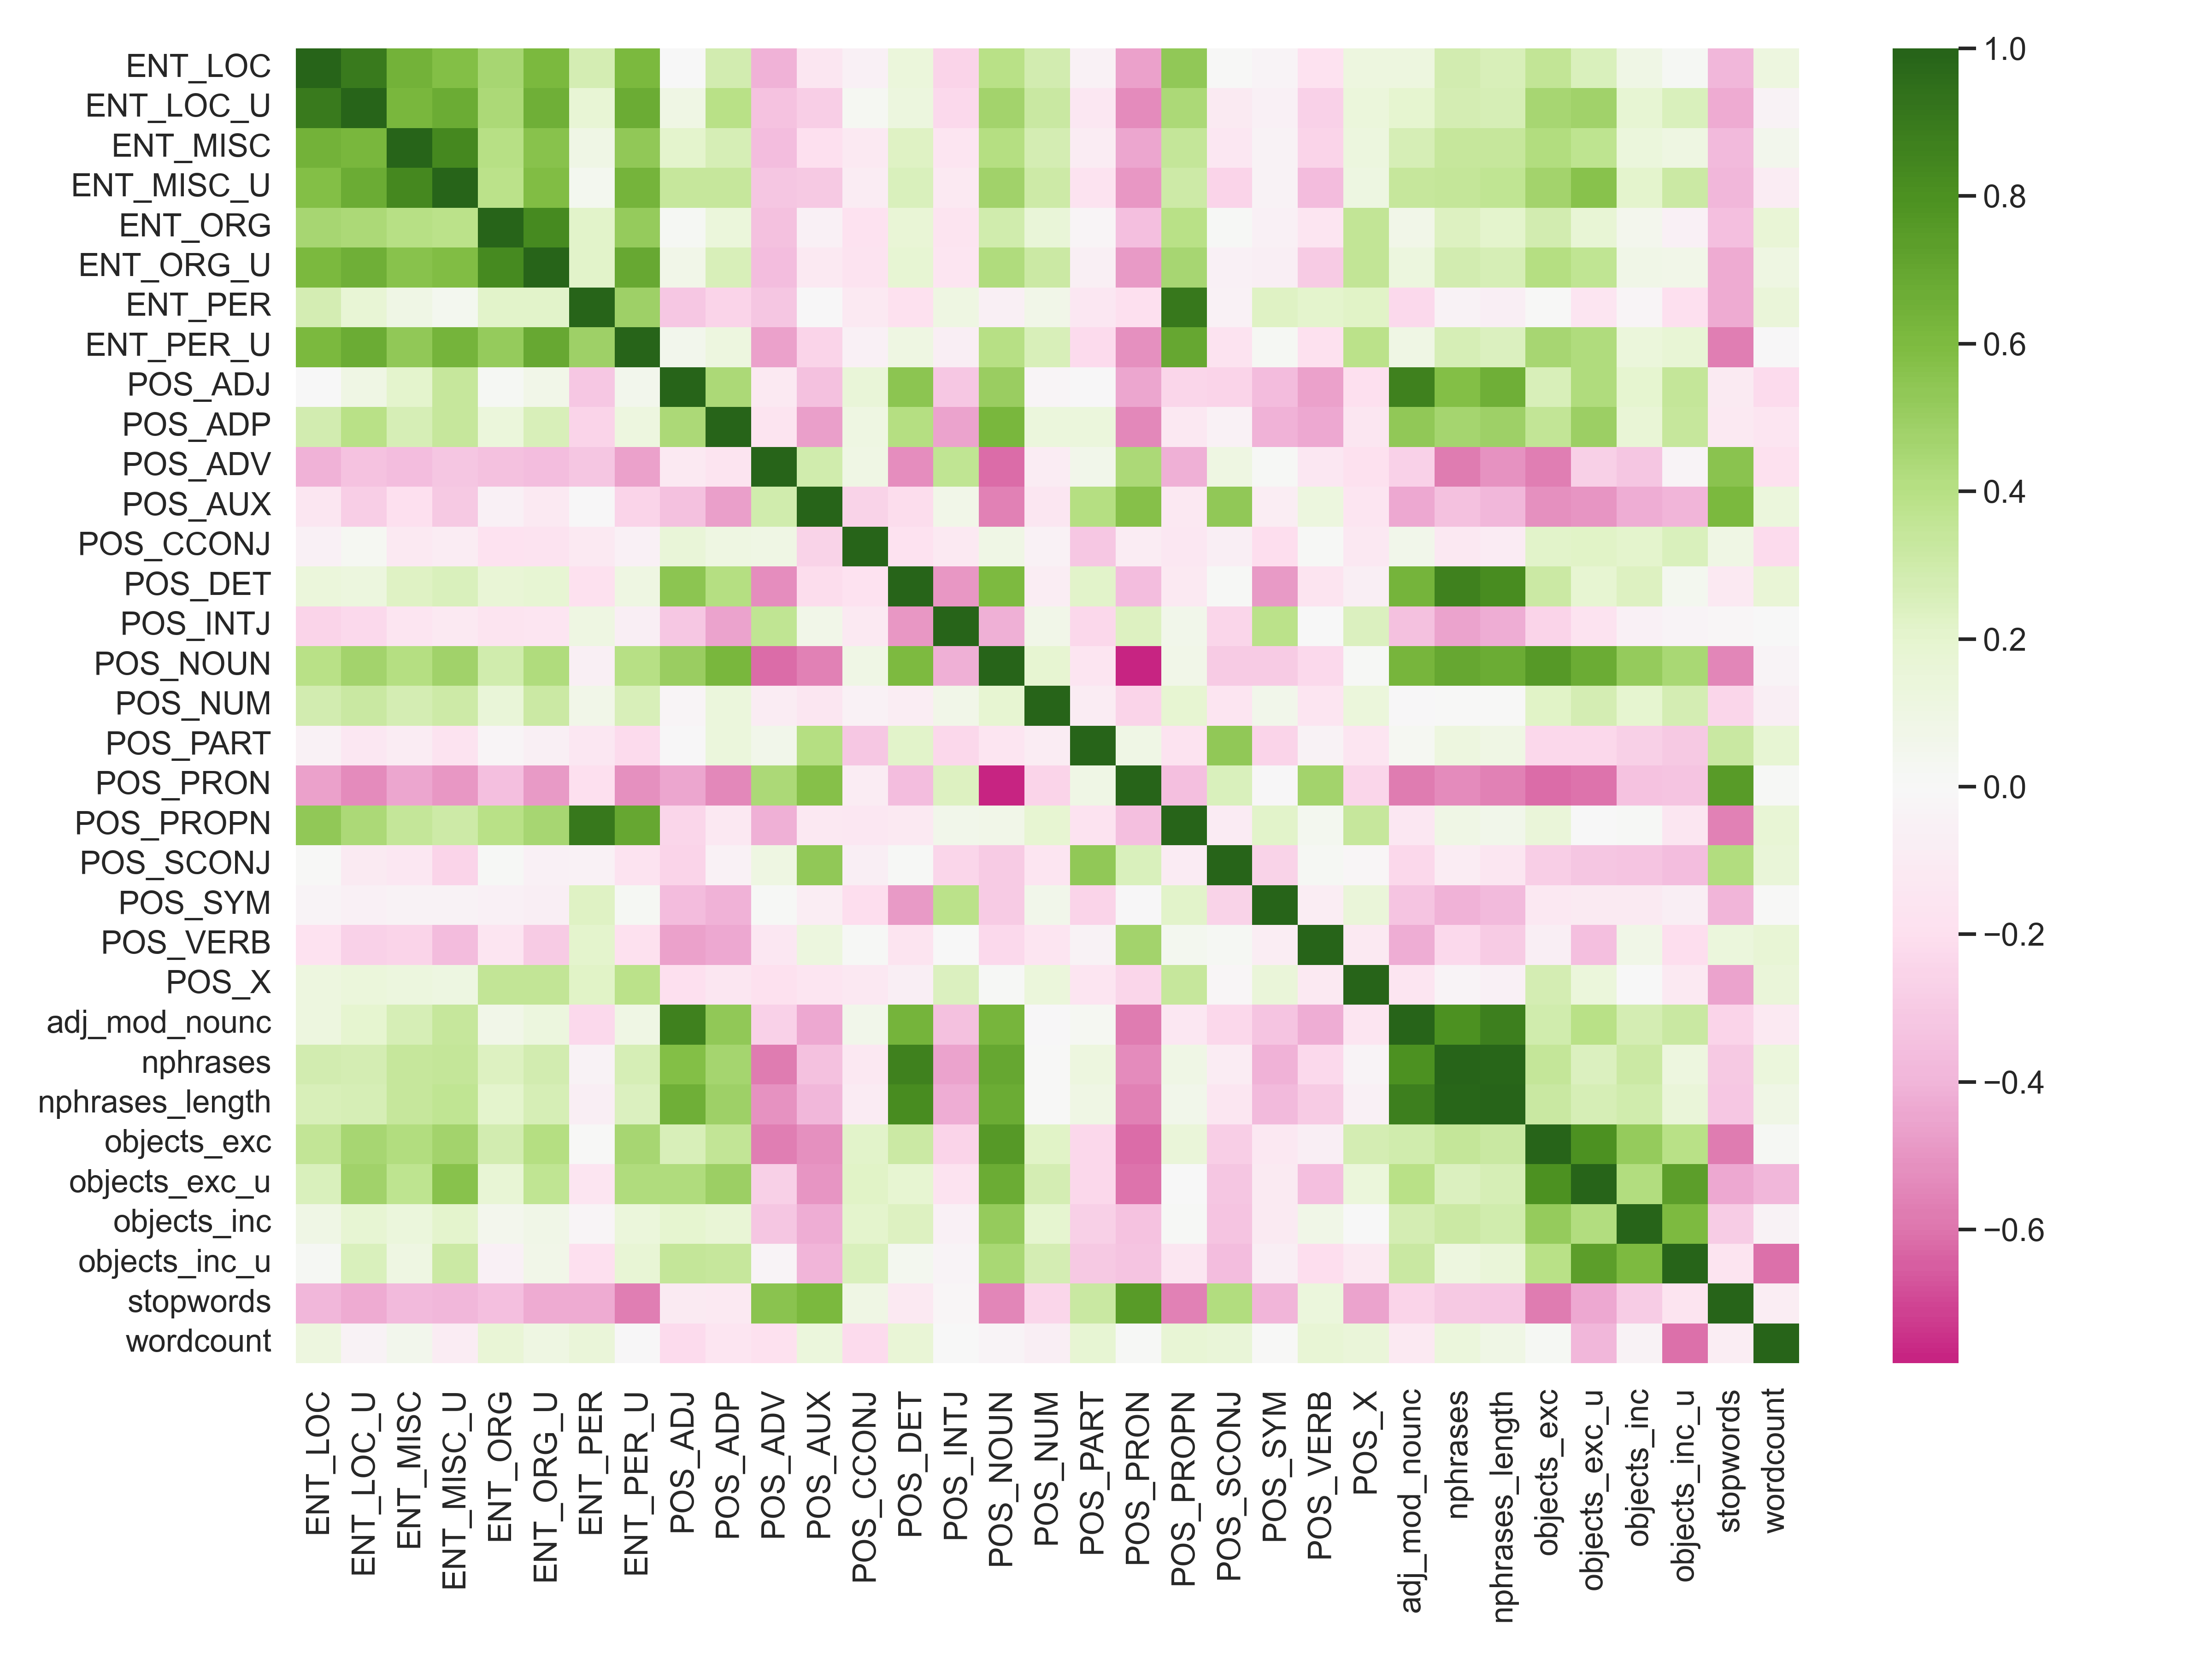 ENT_LOC
ENT_LOC_U
ENT_MISC
ENT_MISC_U
ENT_ORG
ENT_ORG_U
ENT_PER
ENT_PER_U
POS_ADJ
POS_ADP
POS_ADV
POS_AUX
POS_CCONJ
POS_DET
POS_INTJ
POS_NOUN
POS_NUM
POS_PART
POS_PRON
POS_PROPN
POS_SCONJ
POS_SYM
POS_VERB
POS_X
adj_mod_nounc
nphrases
nphrases_length
objects_exc
objects_exc_u
objects_inc
objects_inc_u
stopwords
wordcount
ENT_LOC
ENT_LOC_U
ENT_MISC
ENT_MISC_U
ENT_ORG
ENT_ORG_U
ENT_PER
ENT_PER_U
POS_ADJ
POS_ADP
POS_ADV
POS_AUX
POS_CCONJ
POS_DET
POS_INTJ
POS_NOUN
POS_NUM
POS_PART
POS_PRON
POS_PROPN
POS_SCONJ
POS_SYM
POS_VERB
POS_X
adj_mod_nounc
nphrases
nphrases_length
objects_exc
objects_exc_u
objects_inc
objects_inc_u
stopwords
wordcount
1.0
0.8
0.6
0.4
0.2
0.0
−0.2
−0.4
−0.6